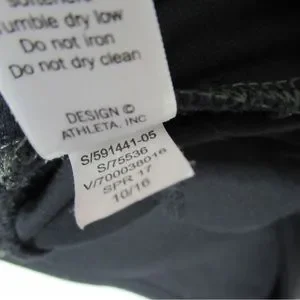 umble dry low
Do not iron
Do not dry clean
DESIGN ©
ATHLETA, INC
S/591441-05
S/75536
V/700038016
SPR 17
10/16